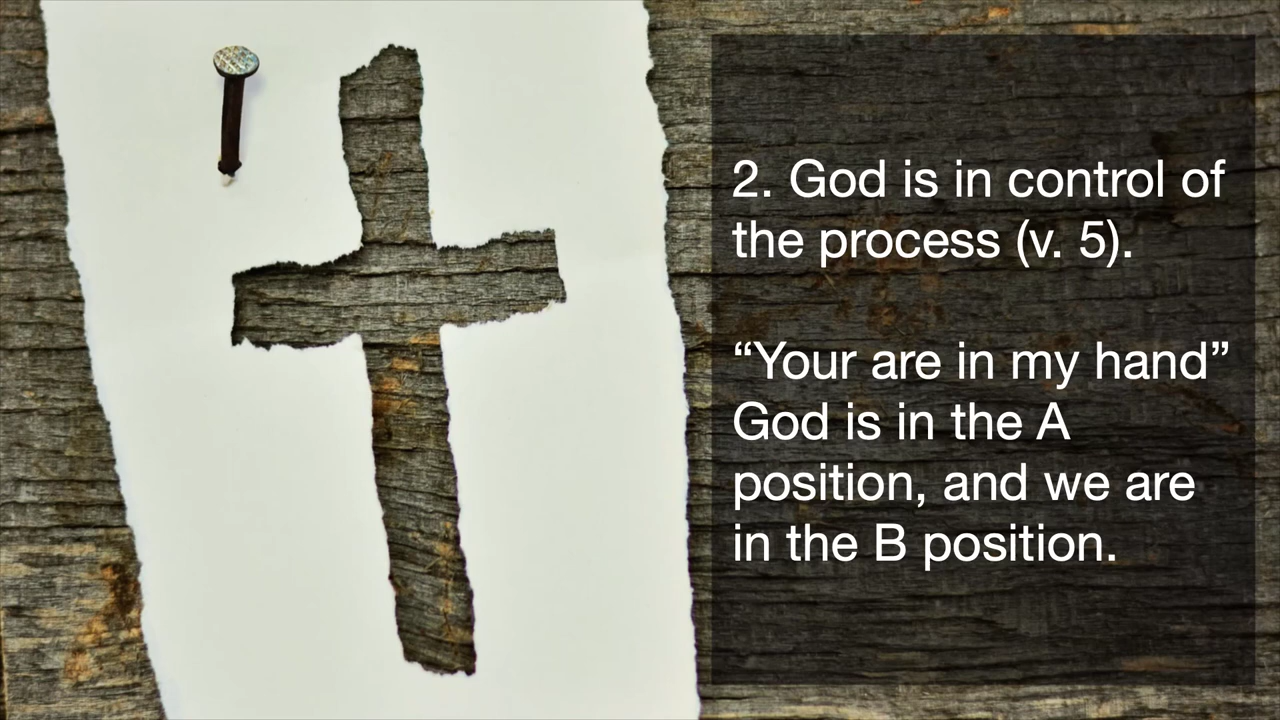 2. God is in control of
the process (v. 5).
“Your are in my hand”
God is in the A
position, and we are
in the B position.